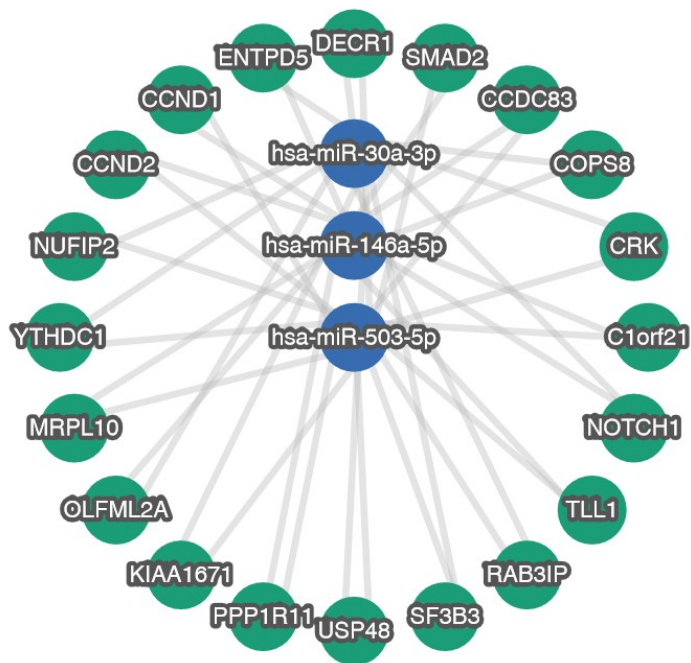 DECR1
ENTPD5
SMAD2
CCND1
CCDC83
hsa-miR-30a-3p
CCND2
COPS8
NUFIP2
hsa-miR-146a-5p
CRK
YTHDC1
hsa-miR-503-5p
C1orf21
MRPL10
NOTCH1
OLFML2A
TLL1
KIAA1671
RAB3IP
PPP1R11
SF3B3
USP48